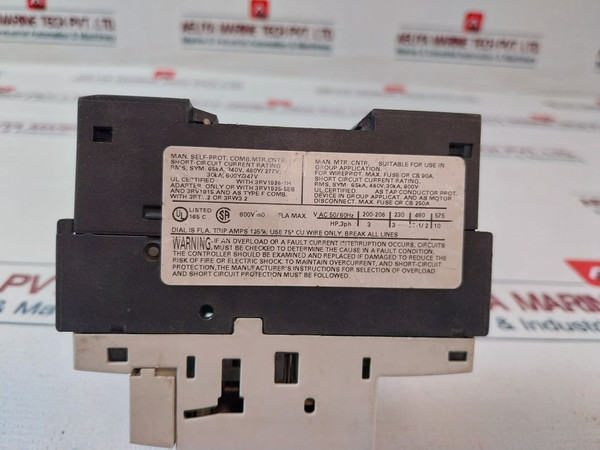 MAN. SELF-PROT. COMB. MTR. CNTR.
SHORT-CIRCUIT CURRENT RATING
RMS, SYM: 65kA, 240V, 480Y/277V;
30kA; 600Y/347V
UL CERTIFIED WITH 3RV1928-1H
ADAPTER ONLY OR WITH 3RV1925-5EB
AND 3RV1915 AND AS TYPE F COMB.
WITH 3RT..2 OR 3RW3.2
MAN. MTR. CNTR. SUITABLE FOR USE IN
GROUP APPLICATION.
FOR WIREPROT. MAX. FUSE OR CB 90A,
SHORT-CIRCUIT CURRENT RATING
RMS, SYM: 65kA, 480V;30kA, 600V
UL CERTIFIED AS TAP CONDUCTOR PROT.
DEVICE IN GROUP APPLIC. AND AS MOTOR
DISCONNECT. MAX. FUSE OR CB 250A
UL LISTED 165 C SA 600V FLA MAX. V AC 50/60Hz 200-208 230 460 575
HP,3ph 3 3 -1/2 10
DIAL IS FLA. TRIP AMPS 125%; USE 75° CU WIRE ONLY. BREAK ALL LINES
WARNING: IF AN OVERLOAD OR A FAULT CURRENT INTERRUPTION OCCURS, CIRCUITS
MUST BE CHECKED TO DETERMINE THE CAUSE IN A FAULT CONDITION.
THE CONTROLLER SHOULD BE EXAMINED AND REPLACED IF DAMAGED TO REDUCE
RISK OF FIRE OR ELECTRIC SHOCK. TO MAINTAIN OVERCURRENT, AND SHORT-CIRCUIT
PROTECTION,THE MANUFACTURER'S INSTRUCTIONS FOR SELECTION OF OVERLOAD
AND SHORT CIRCUIT PROTECTION MUST BE FOLLOWED.